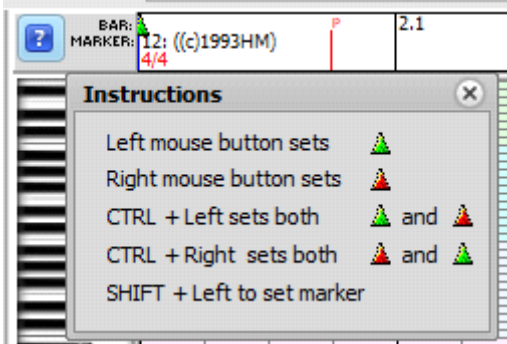 BAR:
MARKER:
?
12: ((c)1993HM)
4/4
P
2.1
Instructions
Left mouse button sets
Right mouse button sets
CTRL + Left sets both and
CTRL + Right sets both and
SHIFT + Left to set marker